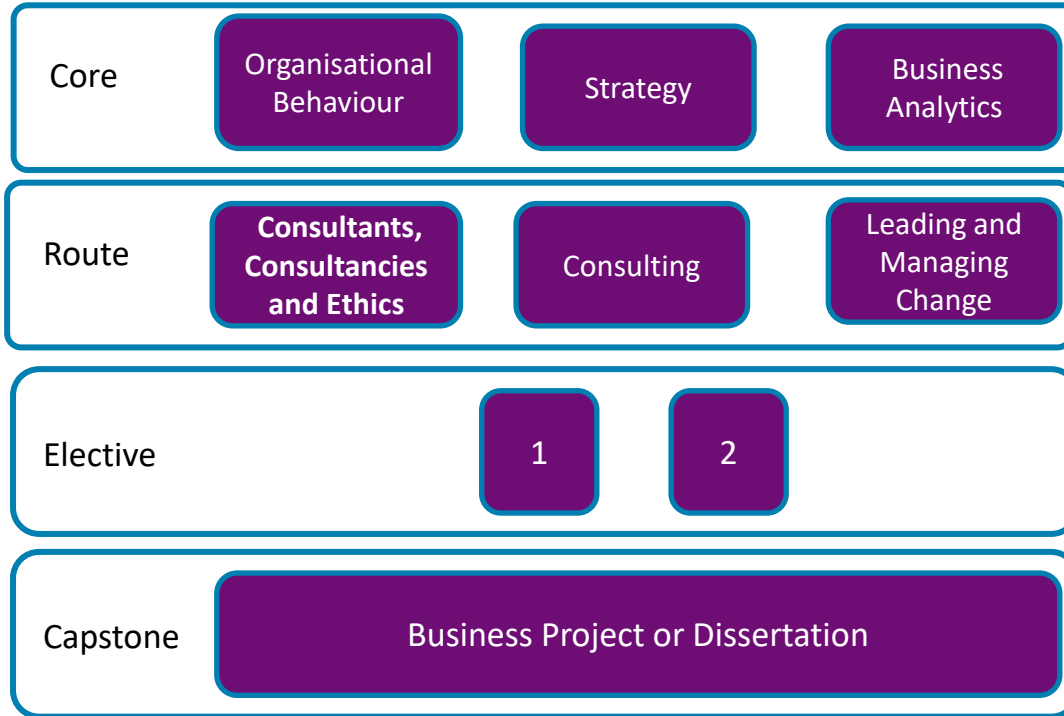 Core
Organisational
Behaviour
Strategy
Business
Analytics
Route
Consultants,
Consultancies
and Ethics
Consulting
Leading and
Managing
Change
Elective
1
2
Capstone
Business Project or Dissertation